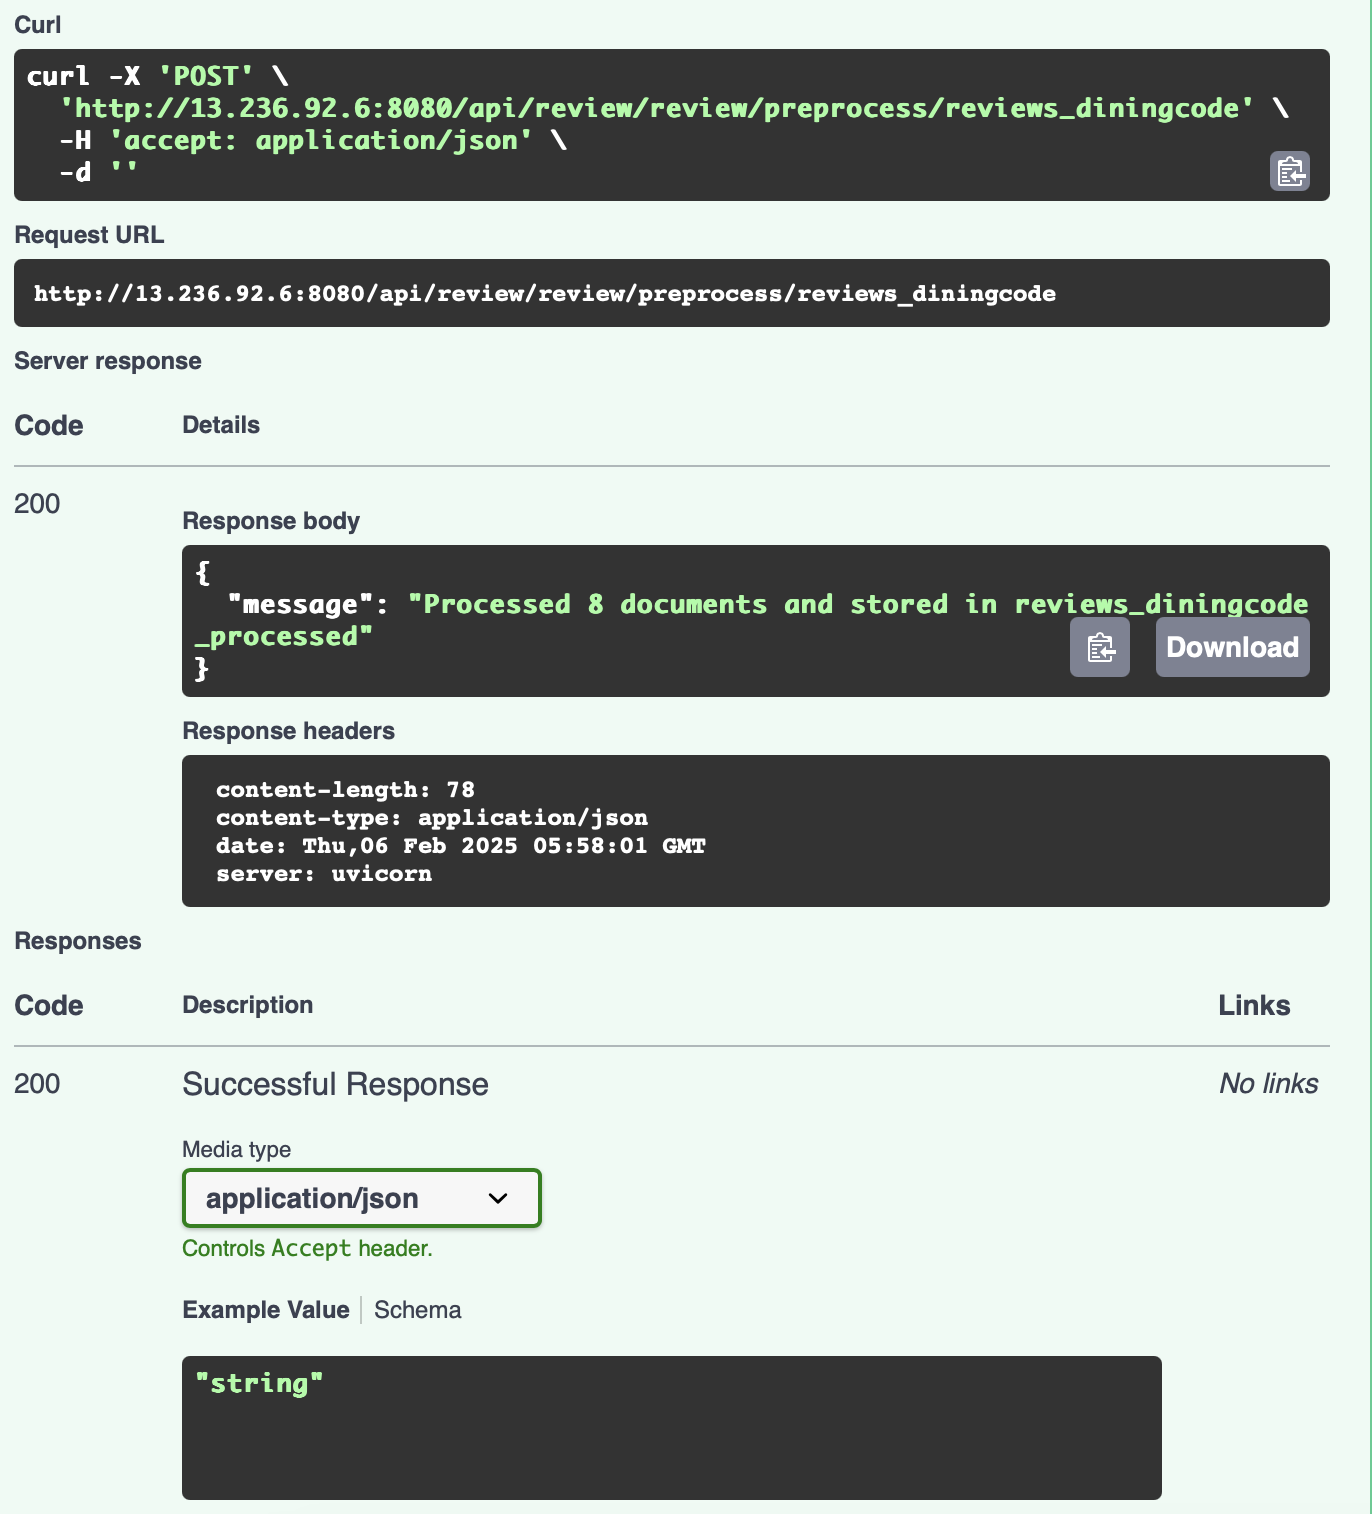 Curl
curl -X 'POST' \
'http://13.236.92.6:8080/api/review/review/preprocess/reviews_diningcode' \
-H 'accept: application/json' \
-d ''
Request URL
http://13.236.92.6:8080/api/review/review/preprocess/reviews_diningcode
Server response
Code Details
200
Response body
{
"message": "Processed 8 documents and stored in reviews_diningcode
_processed"
Download
}
Response headers
content-length: 78
content-type: application/json
date: Thu,06 Feb 2025 05:58:01 GMT
server: uvicorn
Responses
Code Description Links
200 Successful Response No links
Media type
application/json
Controls Accept header.
Example Value Schema
"string"